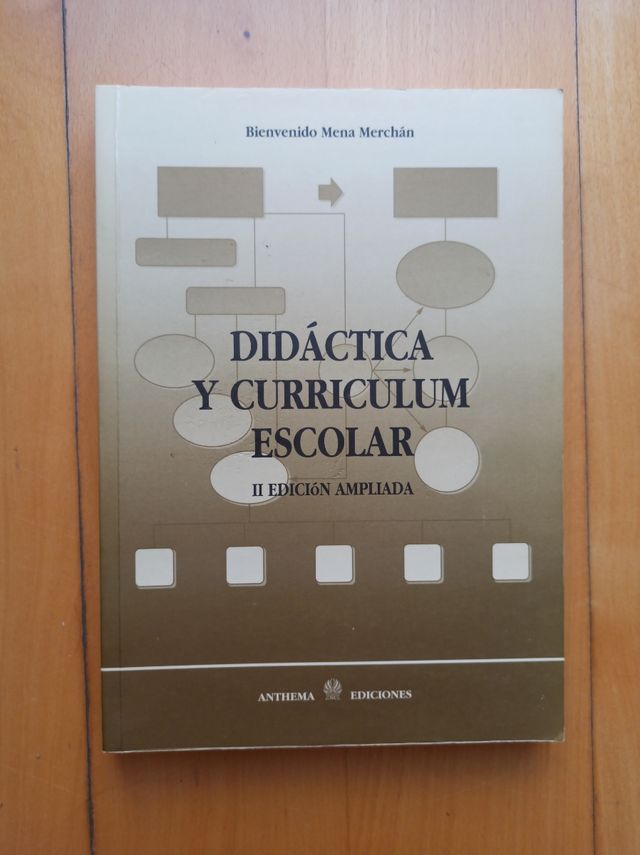 Bienvenido Mena Merchán
DIDÁCTICA
Y CURRICULUM
ESCOLAR
II EDICIóN AMPLIADA
ANTHEMA EDICIONES